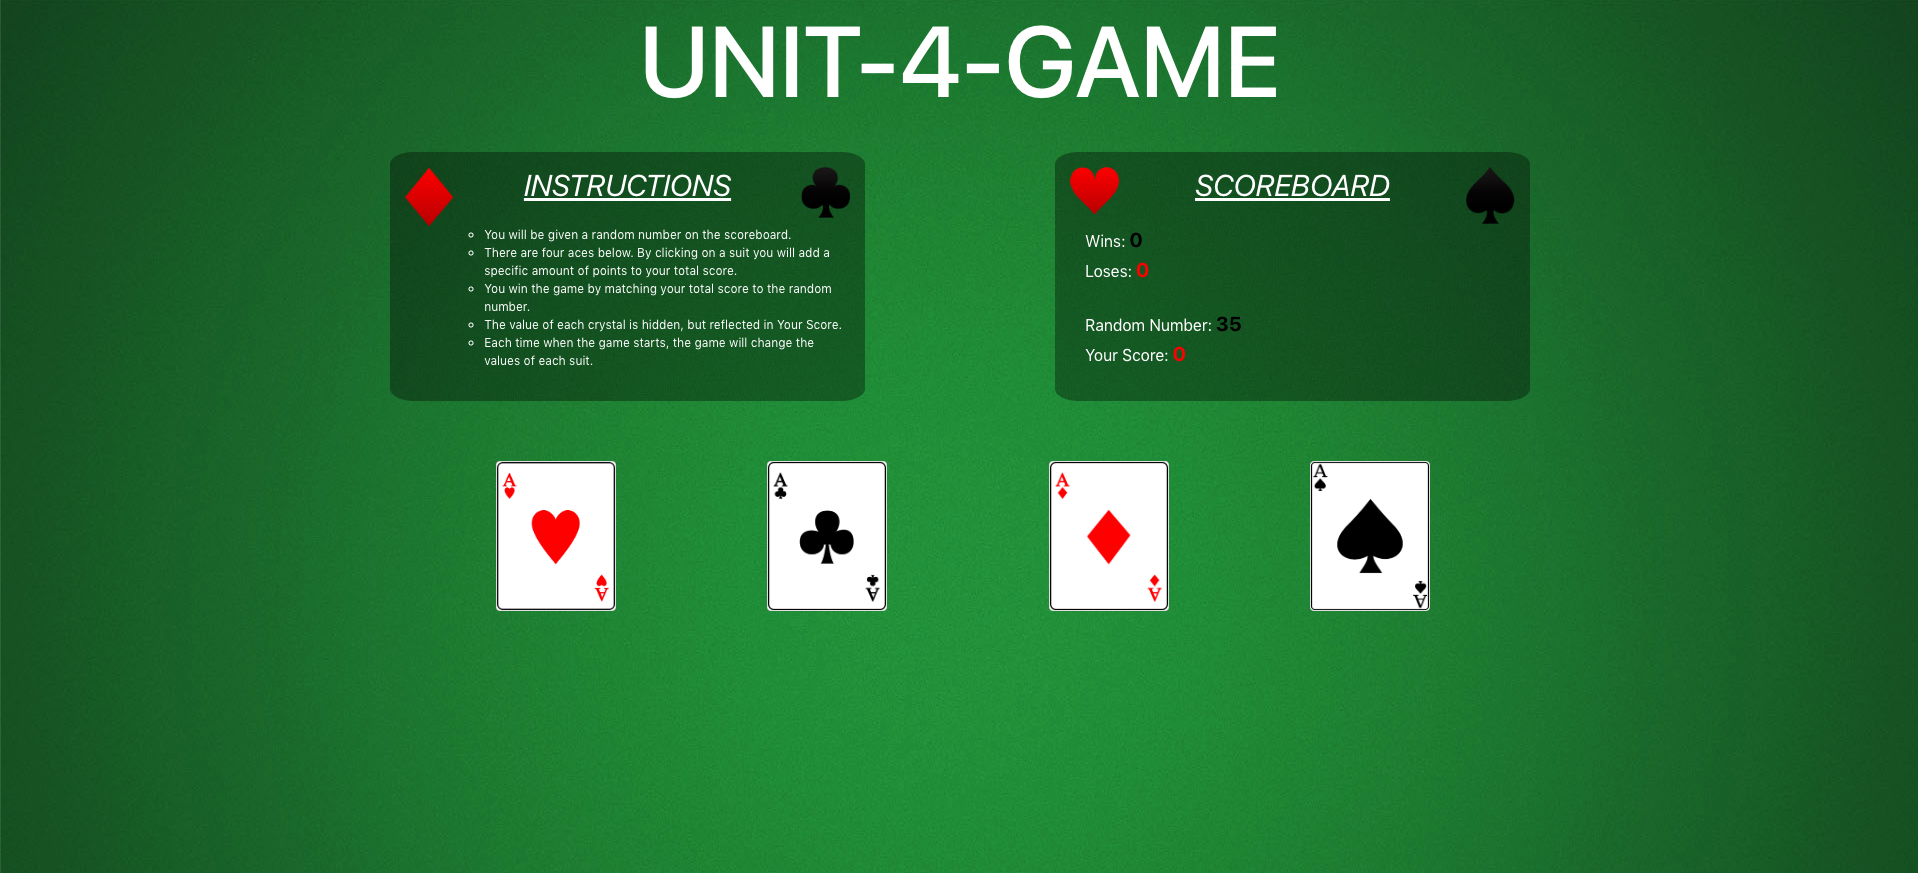 UNIT-4-GAME
INSTRUCTIONS
You will be given a random number on the scoreboard.
There are four aces below. By clicking on a suit you will add a
specific amount of points to your total score.
You win the game by matching your total score to the random
number.
The value of each crystal is hidden, but reflected in Your Score.
Each time when the game starts, the game will change the
values of each suit.
SCOREBOARD
Wins: 0
Loses: 0
Random Number: 35
Your Score: 0
A
A
A
A
A
A
A
A